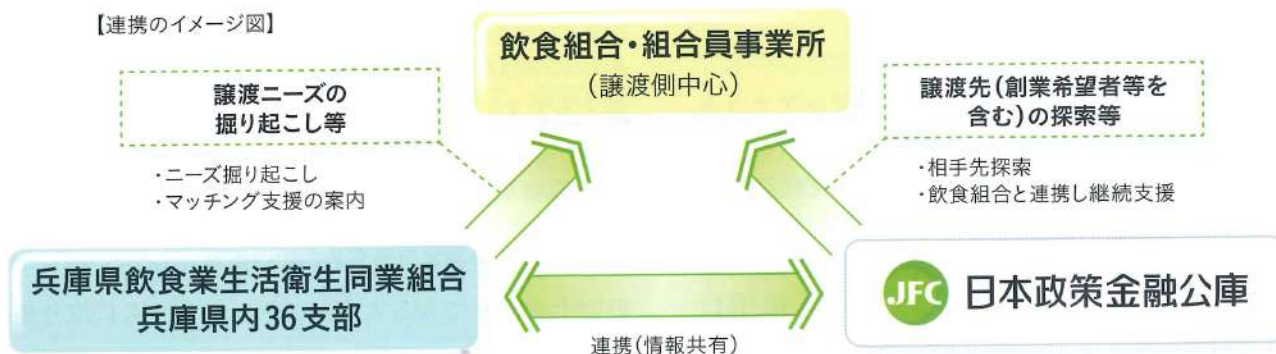 【連携のイメージ図】
飲食組合・組合員事業所
(譲渡側中心)
譲渡ニーズの
掘り起こし等
・ニーズ掘り起こし
・マッチング支援の案内
譲渡先(創業希望者等を
含む)の探索等
・相手先探索
・飲食組合と連携し継続支援
兵庫県飲食業生活衛生同業組合
兵庫県内36支部
連携(情報共有)
JFC 日本政策金融公庫